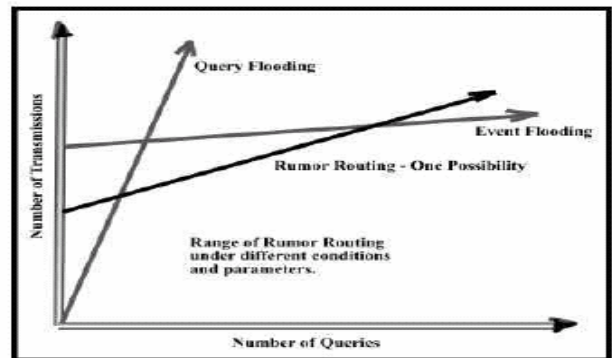 Query Flooding
Event Flooding
Rumor Routing - One Possibility
Range of Rumor Routing
under different conditions
and parameters.
Number of Transmissions
Number of Queries